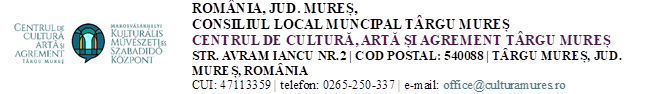 CENTRUL DE
CULTURĂ
ARTĂ
ȘI
AGREMENT
TÂRGU MUREȘ
MAROSVÁSÁRHELYI
KULTURÁLIS
MŰVÉSZETI ÉS
SZABADIDŐ
KÖZPONT
ROMÂNIA, JUD. MUREȘ,
CONSILIUL LOCAL MUNCIPAL TÂRGU MUREȘ
CENTRUL DE CULTURĂ, ARTĂ ȘI AGREMENT TÂRGU MUREȘ
STR. AVRAM IANCU NR.2 | COD POSTAL: 540088 | TÂRGU MUREȘ, JUD.
MUREȘ, ROMÂNIA
CUI: 47113359 | telefon: 0265-250-337 | e-mail: office@culturamures.ro